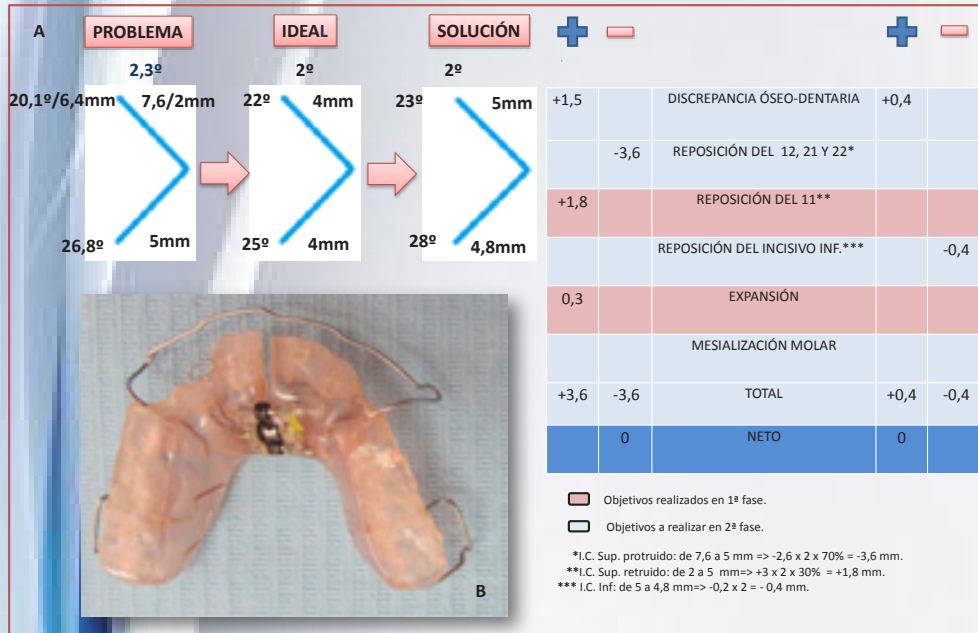 A
PROBLEMA
IDEAL
SOLUCIÓN
2,3º
2º
2º
20,1º/6,4mm
7,6/2mm
22º
4mm
23º
5mm
26,8º
5mm
25º
4mm
28º
4,8mm
+1,5 DISCREPANCIA ÓSEO-DENTARIA +0,4
-3,6 REPOSICIÓN DEL 12, 21 Y 22*
+1,8 REPOSICIÓN DEL 11**
REPOSICIÓN DEL INCISIVO INF.*** -0,4
0,3 EXPANSIÓN
MESIALIZACIÓN MOLAR
+3,6 -3,6 TOTAL +0,4 -0,4
0 NETO 0
Objetivos realizados en 1ª fase.
Objetivos a realizar en 2ª fase.
*I.C. Sup. protruido: de 7,6 a 5 mm => -2,6 x 2 x 70% = -3,6 mm.
**I.C. Sup. retruido: de 2 a 5 mm=> +3 x 2 x 30% = +1,8 mm.
*** I.C. Inf: de 5 a 4,8 mm=> -0,2 x 2 = - 0,4 mm.
B